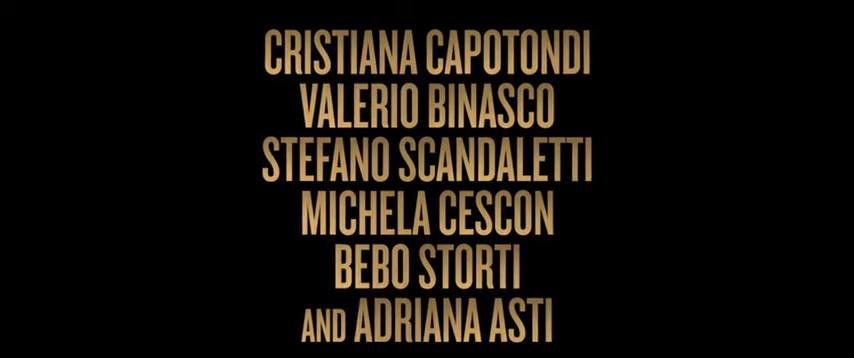 CRISTIANA CAPOTONDI
VALERIO BINASCO
STEFANO SCANDALETTI
MICHELA CESCON
BEBO STORTI
AND ADRIANA ASTI